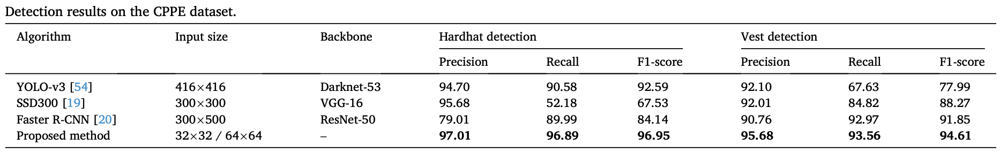 Detection results on the CPPE dataset.
Algorithm Input size Backbone Hardhat detection Vest detection
Precision Recall F1-score Precision Recall F1-score
YOLO-v3 [54] 416×416 Darknet-53 94.70 90.58 92.59 92.10 67.63 77.99
SSD300 [19] 300×300 VGG-16 95.68 52.18 67.53 92.01 84.82 88.27
Faster R-CNN [20] 300×500 ResNet-50 79.01 89.99 84.14 90.76 92.97 91.85
Proposed method 32×32 / 64×64 – 97.01 96.89 96.95 95.68 93.56 94.61